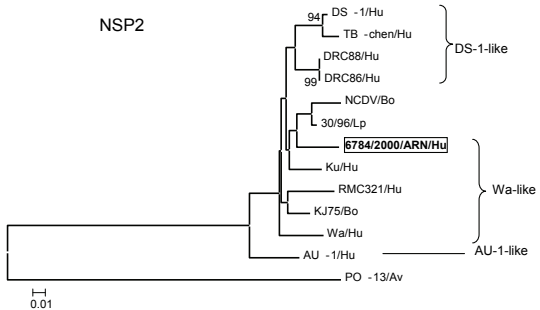 NSP2
94
DS -1/Hu
TB -chen/Hu
DRC88/Hu
99
DRC86/Hu
DS-1-like
NCDV/Bo
30/96/Lp
6784/2000/ARN/Hu
Ku/Hu
RMC321/Hu
KJ75/Bo
Wa/Hu
Wa-like
AU -1/Hu
AU-1-like
PO -13/Av
0.01